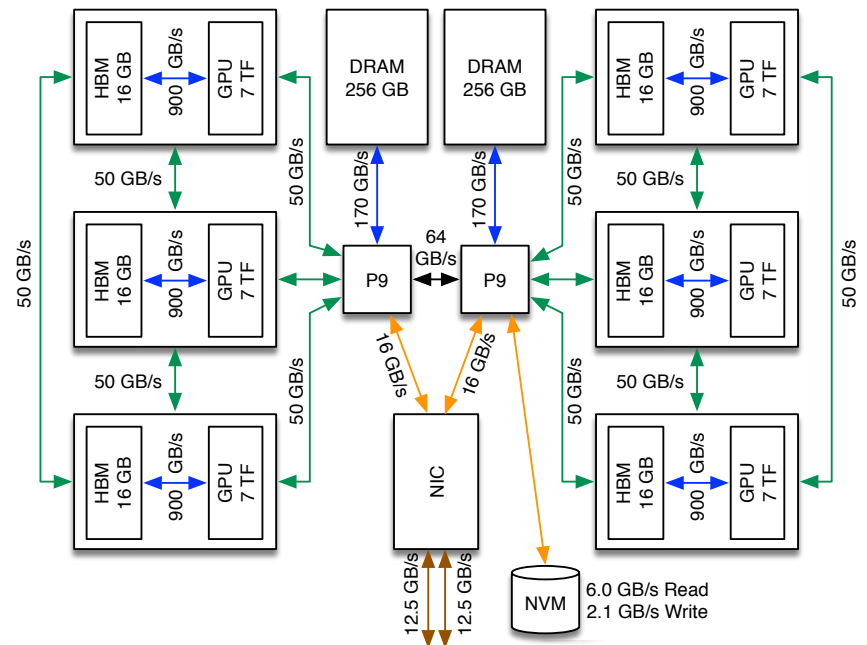 HBM
16 GB
900 GB/s
GPU
7 TF
DRAM
256 GB
DRAM
256 GB
HBM
16 GB
900 GB/s
GPU
7 TF
50 GB/s
50 GB/s
170 GB/s
170 GB/s
50 GB/s
50 GB/s
50 GB/s
50 GB/s
HBM
16 GB
900 GB/s
GPU
7 TF
P9
64
GB/s
P9
HBM
16 GB
900 GB/s
GPU
7 TF
50 GB/s
50 GB/s
16 GB/s
16 GB/s
50 GB/s
50 GB/s
HBM
16 GB
900 GB/s
GPU
7 TF
NIC
HBM
16 GB
900 GB/s
GPU
7 TF
12.5 GB/s
12.5 GB/s
NVM
6.0 GB/s Read
2.1 GB/s Write